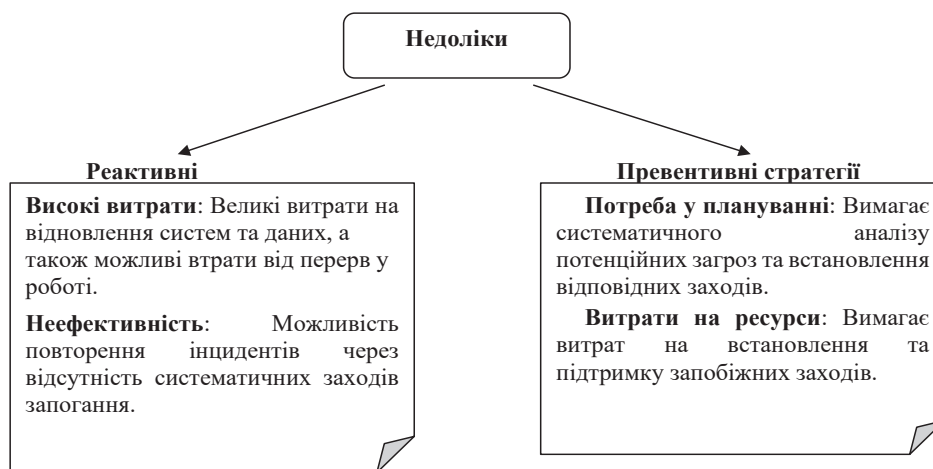 Недоліки
Реактивні
Високі витрати: Великі витрати на
відновлення систем та даних, а
також можливі втрати від перерв у
роботі.
Неефективність: Можливість
повторення інцидентів через
відсутність систематичних заходів
запогання.
Превентивні стратегії
Потреба у плануванні: Вимагає
систематичного аналізу
потенційних загроз та встановлення
відповідних заходів.
Витрати на ресурси: Вимагає
витрат на встановлення та
підтримку запобіжних заходів.